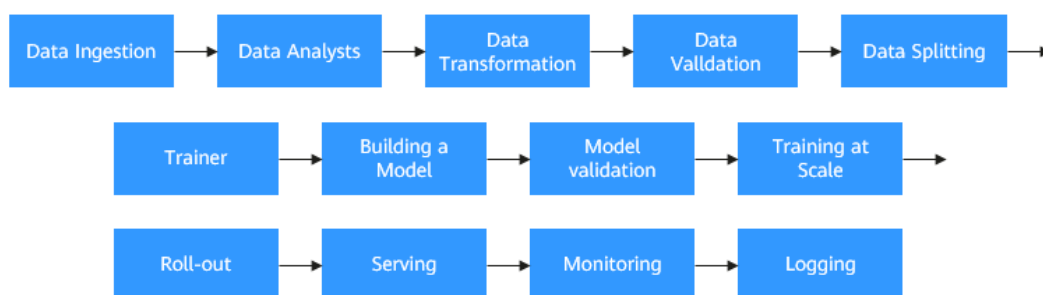 Data Ingestion
Data Analysts
Data
Transformation
Data
Valldation
Data Splitting
Trainer
Building a
Model
Model
validation
Training at
Scale
Roll-out
Serving
Monitoring
Logging